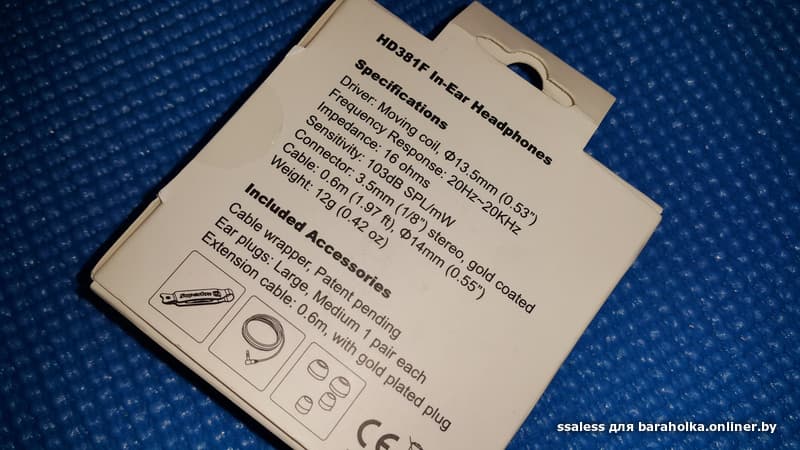 HD381F In-Ear Headphones
Specifications
Driver: Moving coil, Φ13.5mm (0.53")
Frequency Response: 20Hz~20KHz
Impedance: 16 ohms
Sensitivity: 103dB SPL/mW
Connector: 3.5mm (1/8") stereo, gold coated
Cable: 0.6m (1.97 ft), Φ14mm (0.55")
Weight: 12g (0.42 oz)
Included Accessories
Cable wrapper, Patent pending
Ear plugs: Large, Medium 1 pair each
Extension cable: 0.6m, with gold plated plug
CE
ssaless для baraholka.onliner.by